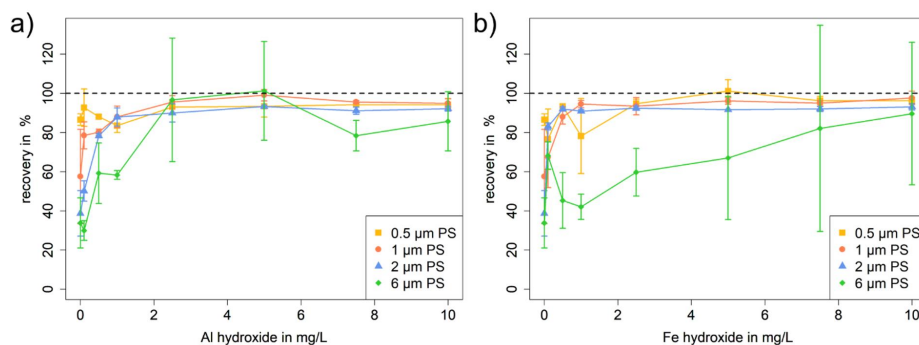 a)
recovery in %
120
100
80
60
40
20
0
0.5 µm PS
1 µm PS
2 µm PS
6 µm PS
0 2 4 6 8 10
Al hydroxide in mg/L
b)
recovery in %
120
100
80
60
40
20
0
0.5 µm PS
1 µm PS
2 µm PS
6 µm PS
0 2 4 6 8 10
Fe hydroxide in mg/L